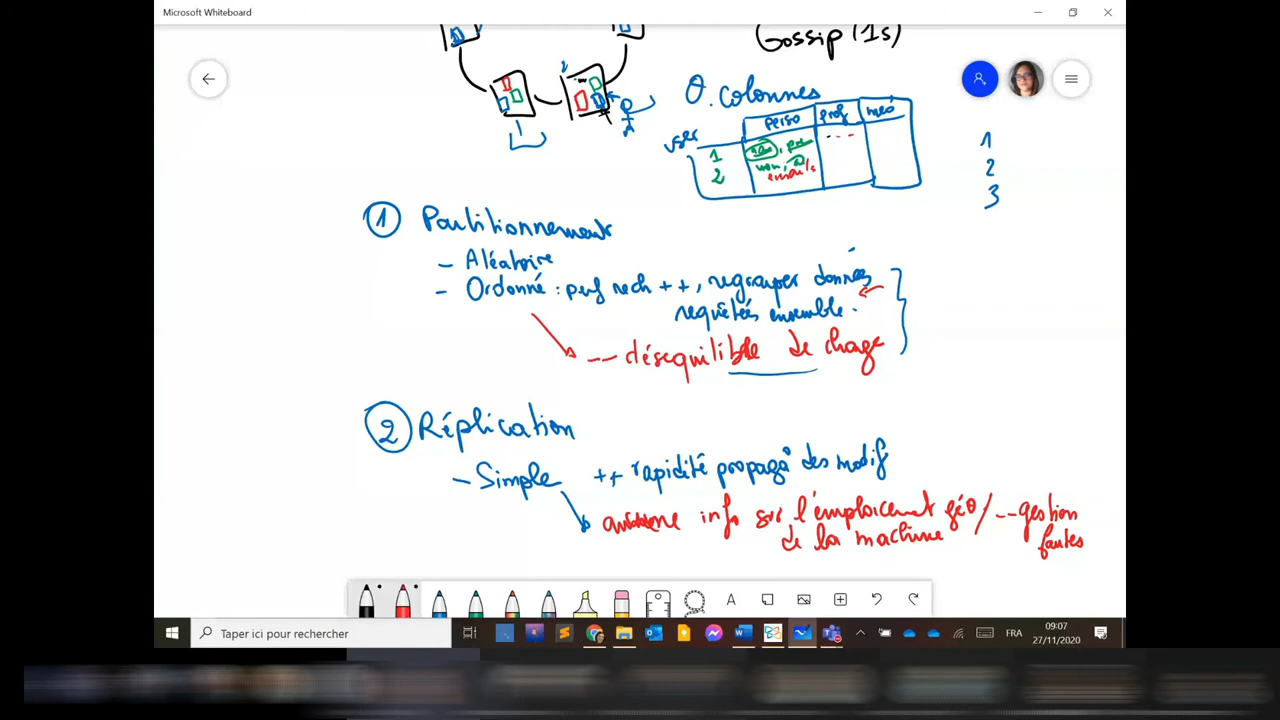 Microsoft Whiteboard
Gossip (1s)
O. colonnes
user
perso prof
1
2
emails
1
2
3
① Partitionnement
- Aléatoire
- Ordonné : perf rech ++, regrouper données
requêtées ensemble.
-- déséquilibre de charge
② Réplication
- Simple ++ rapidité propag° des modif
aucune info sur l'emplacement géo / -- gestion
de la machine fautes
Taper ici pour rechercher
FRA
09:07
27/11/2020